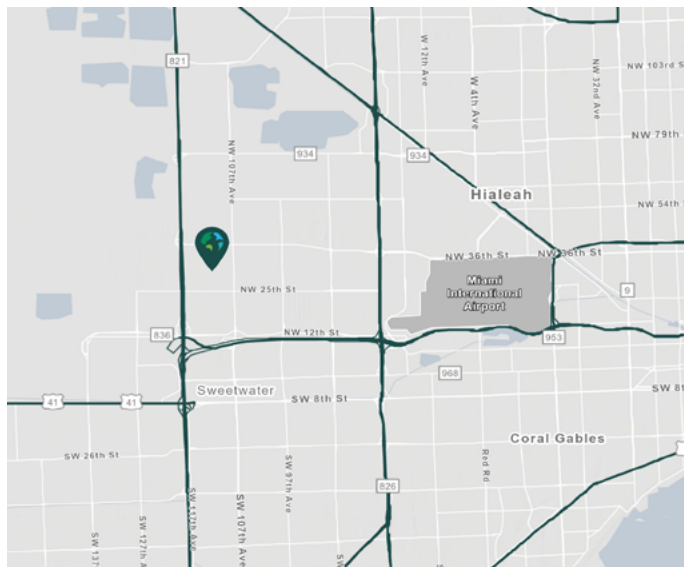 821
W 12th Ave
W 4th Ave
NW 32nd Ave
NW 103rd S
NW 107th Ave
934
934
NW 79th
Hialeah
NW 54th
NW 36th St
NW 36th St
Miami
International
Airport
NW 25th St
9
836
NW 12th St
953
968
Sweetwater
41
41
SW 8th St
SW 8t
Coral Gables
SW 26th St
Red Rd
SW 97th Ave
826
SW 117th Ave
SW 107th Ave
SW 127th A
SW 137t
SW